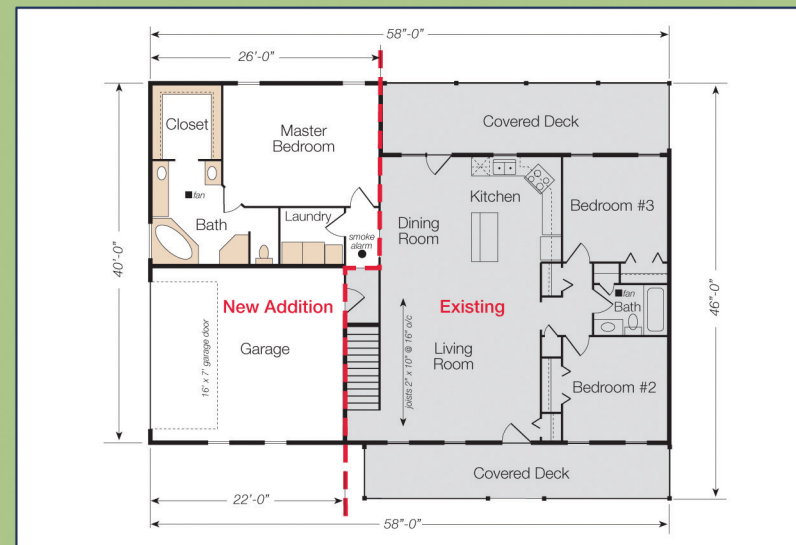 58"-0"
26'-0"
Closet
Master
Bedroom
Covered Deck
fan
Bath
Laundry
smoke
alarm
Kitchen
Dining
Room
Bedroom #3
40'-0"
46"-0"
New Addition
Existing
fan
Bath
Garage
16' x 7' garage door
joists 2" x 10" @ 16" o/c
Living
Room
Bedroom #2
Covered Deck
22'-0"
58"-0"